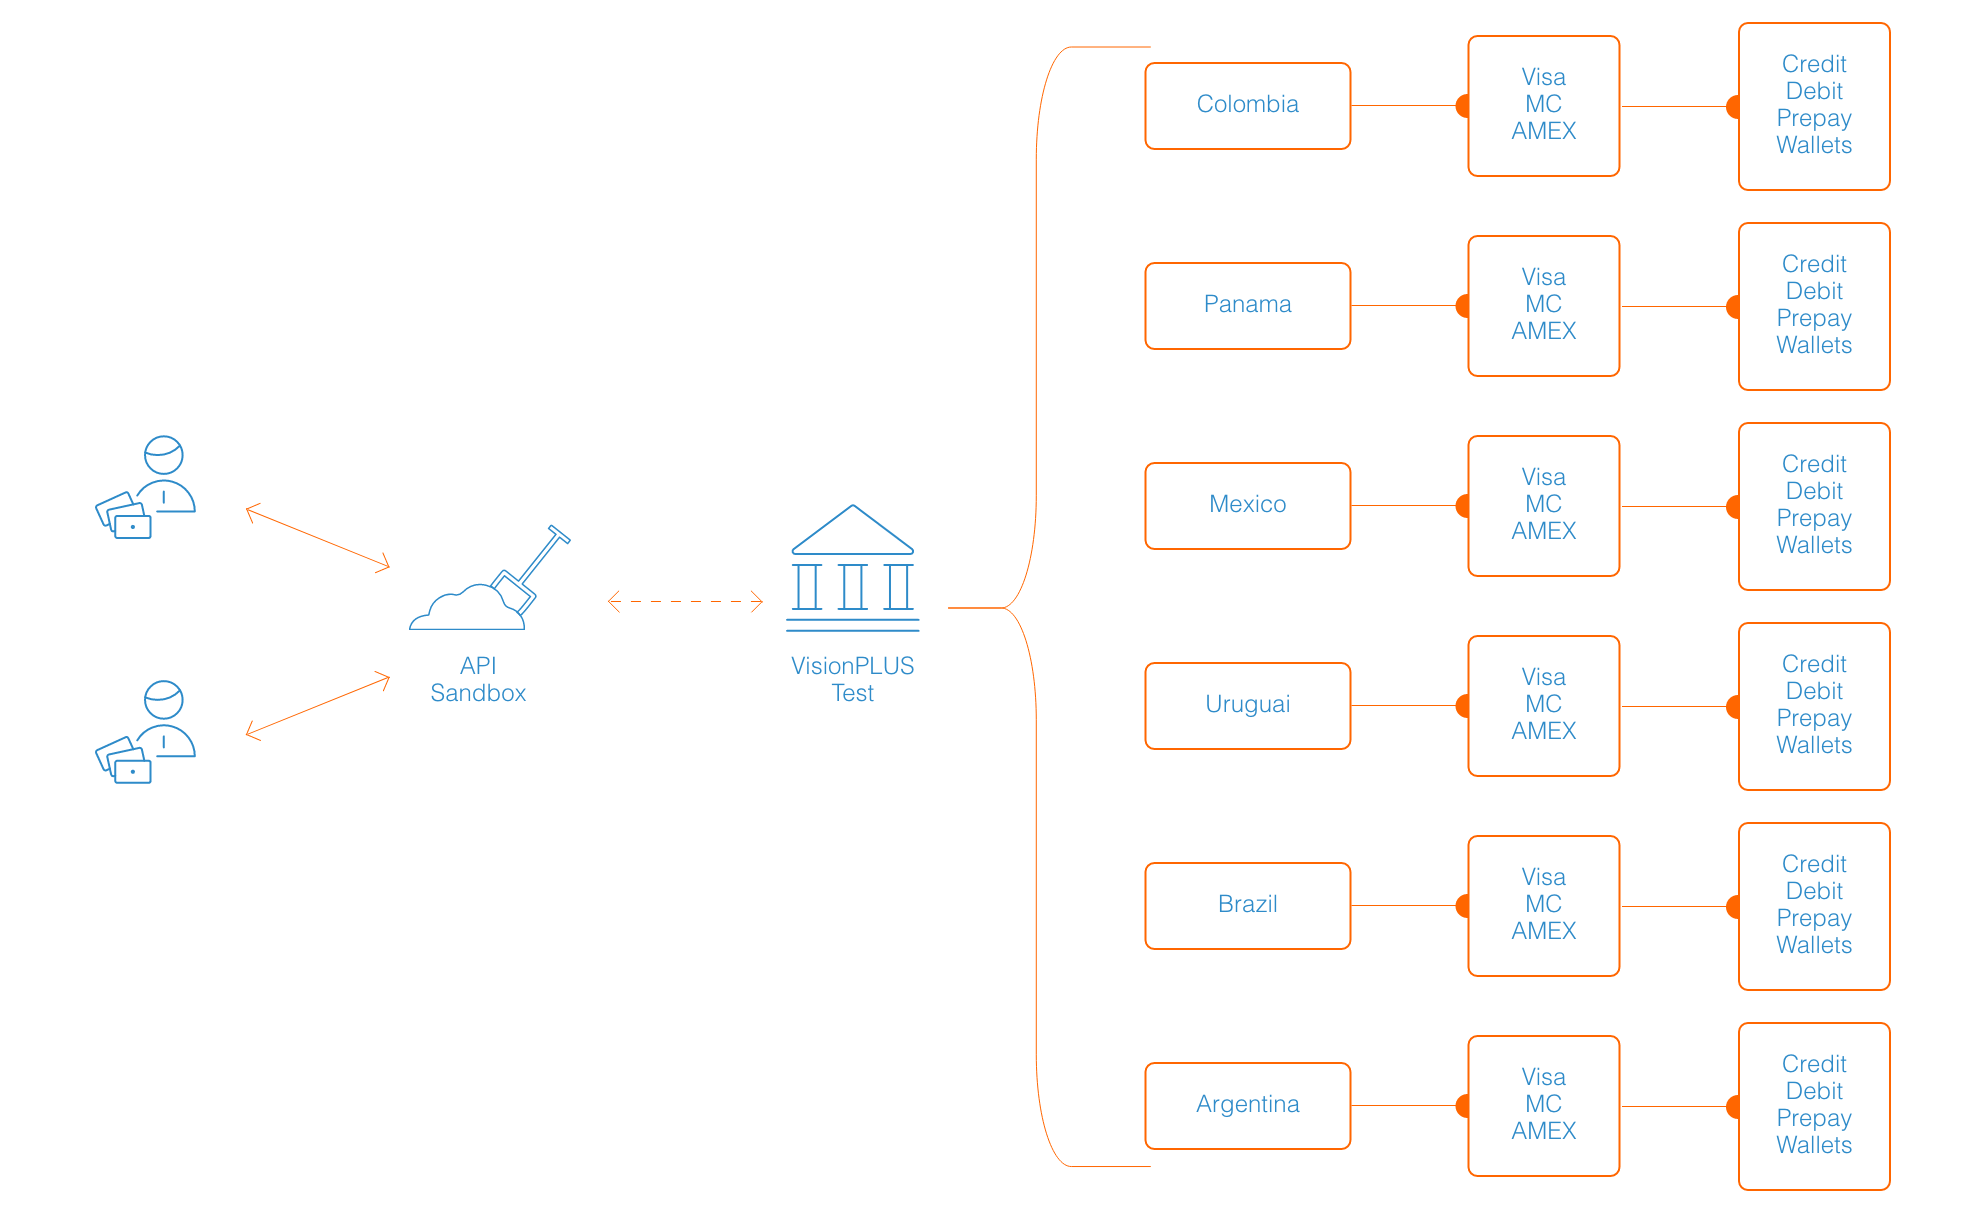 API
Sandbox
VisionPLUS
Test
Colombia
Visa
MC
AMEX
Credit
Debit
Prepay
Wallets
Panama
Visa
MC
AMEX
Credit
Debit
Prepay
Wallets
Mexico
Visa
MC
AMEX
Credit
Debit
Prepay
Wallets
Uruguai
Visa
MC
AMEX
Credit
Debit
Prepay
Wallets
Brazil
Visa
MC
AMEX
Credit
Debit
Prepay
Wallets
Argentina
Visa
MC
AMEX
Credit
Debit
Prepay
Wallets